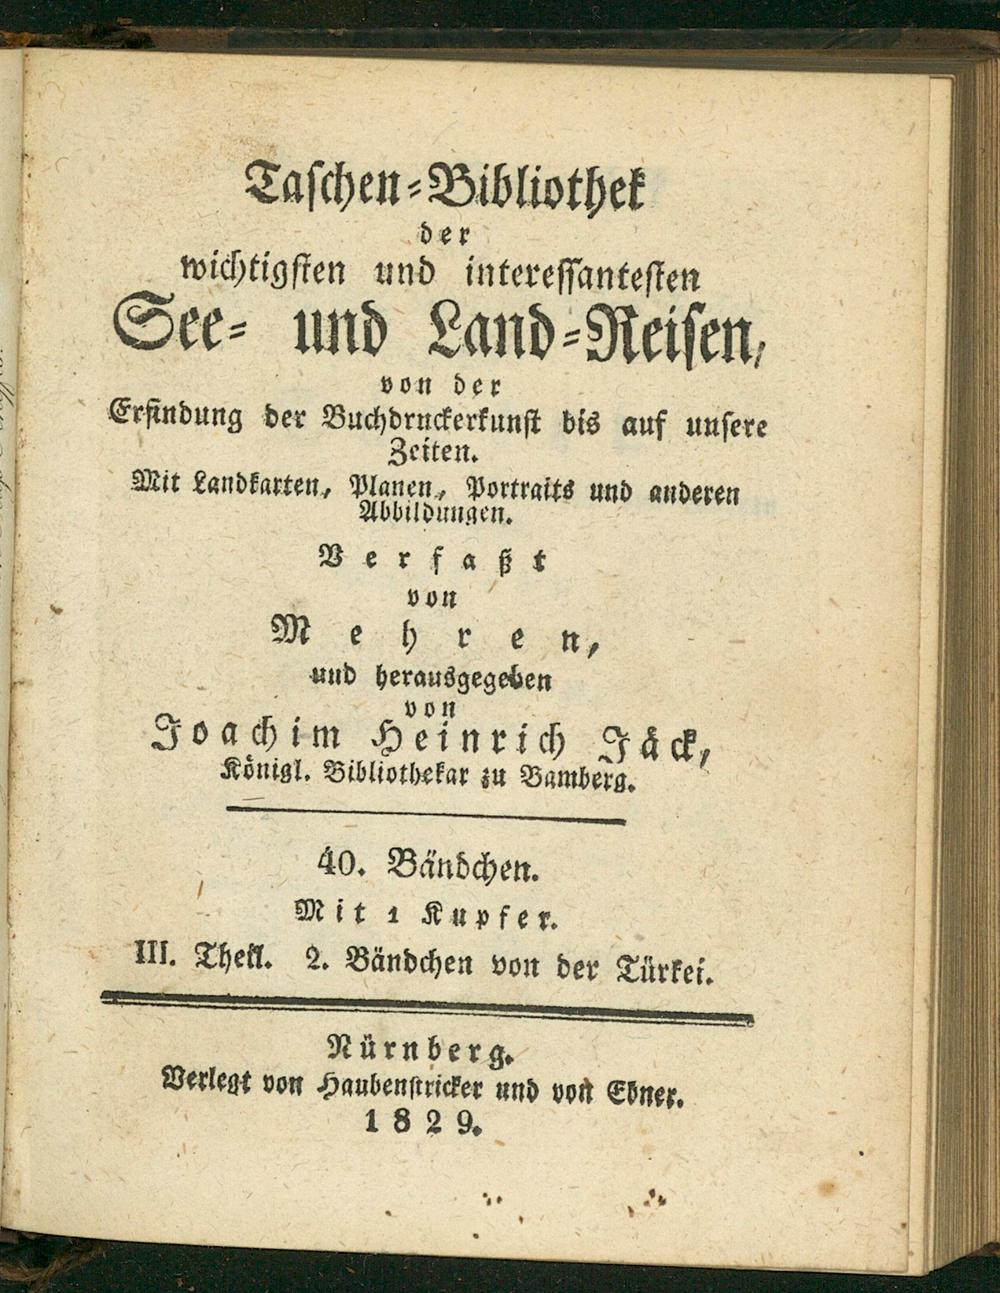 Taschen-Bibliothek
der
wichtigsten und interessantesten
See- und Land-Reisen,
von der
Erfindung der Buchdruckerkunst bis auf unsere
Zeiten.
Mit Landkarten, Planen, Portraits und anderen
Abbildungen.
Verfaßt
von
Mehren,
und herausgegeben
von
Joachim Heinrich Jäck,
Königl. Bibliothekar zu Bamberg.
40. Bändchen.
Mit 1 Kupfer.
III. Theil. 2. Bändchen von der Türkei.
Nürnberg.
Verlegt von Haubenstricker und von Ebner.
1829.